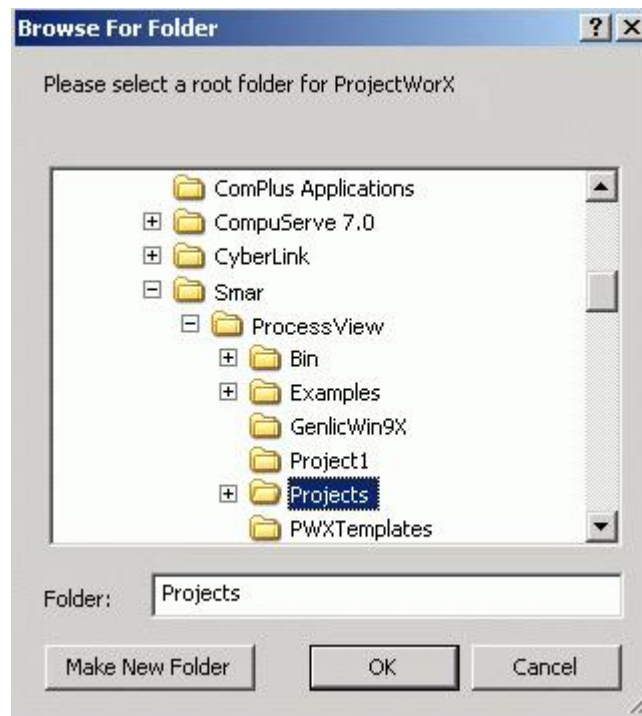 Browse For Folder
Please select a root folder for ProjectWorX
ComPlus Applications
CompuServe 7.0
CyberLink
Smar
ProcessView
Bin
Examples
GenlicWin9X
Project1
Projects
PWXTemplates
Folder: Projects
Make New Folder OK Cancel